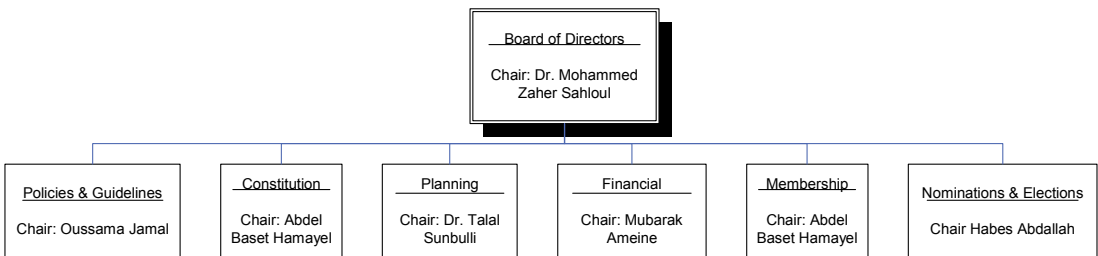 Board of Directors
Chair: Dr. Mohammed
Zaher Sahloul
Policies & Guidelines
Chair: Oussama Jamal
Constitution
Chair: Abdel
Baset Hamayel
Planning
Chair: Dr. Talal
Sunbulli
Financial
Chair: Mubarak
Ameine
Membership
Chair: Abdel
Baset Hamayel
Nominations & Elections
Chair Habes Abdallah